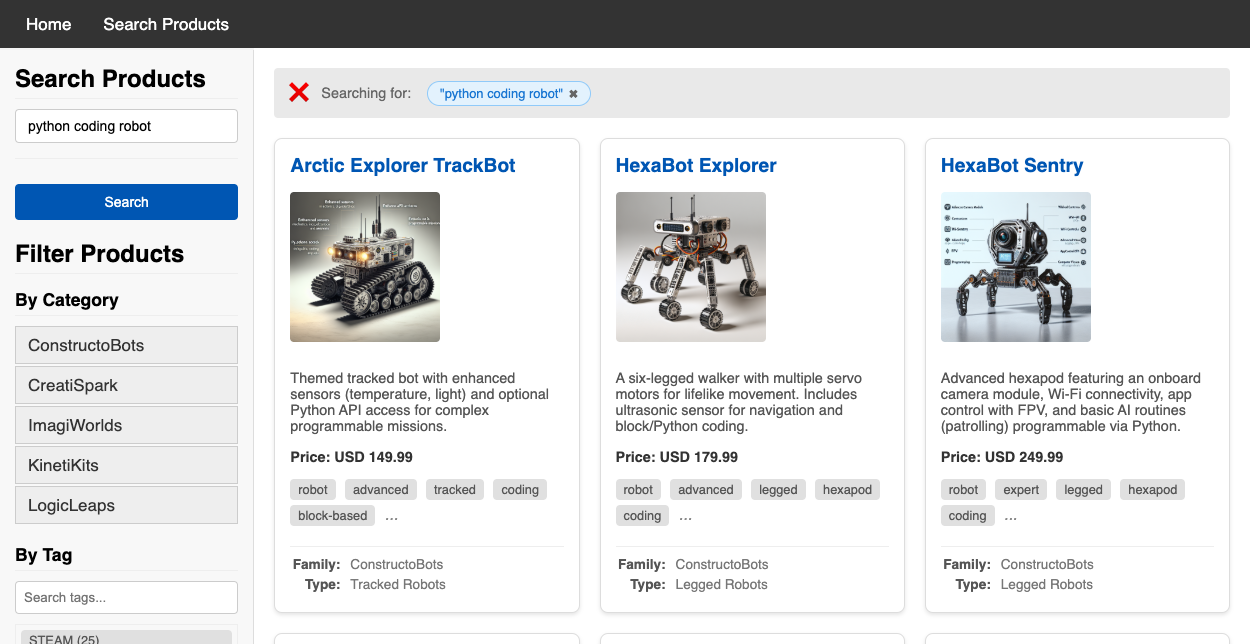 Home Search Products
Search Products
python coding robot
Search
Filter Products
By Category
ConstructoBots
CreatiSpark
ImagiWorlds
KinetiKits
LogicLeaps
By Tag
Search tags...
STEAM (25)
Searching for: "python coding robot" ✖
Arctic Explorer TrackBot
Themed tracked bot with enhanced
sensors (temperature, light) and optional
Python API access for complex
programmable missions.
Price: USD 149.99
robot advanced tracked coding
block-based ...
Family: ConstructoBots
Type: Tracked Robots
HexaBot Explorer
A six-legged walker with multiple servo
motors for lifelike movement. Includes
ultrasonic sensor for navigation and
block/Python coding.
Price: USD 179.99
robot advanced legged hexapod
coding ...
Family: ConstructoBots
Type: Legged Robots
HexaBot Sentry
Advanced hexapod featuring an onboard
camera module, Wi-Fi connectivity, app
control with FPV, and basic AI routines
(patrolling) programmable via Python.
Price: USD 249.99
robot expert legged hexapod
coding ...
Family: ConstructoBots
Type: Legged Robots